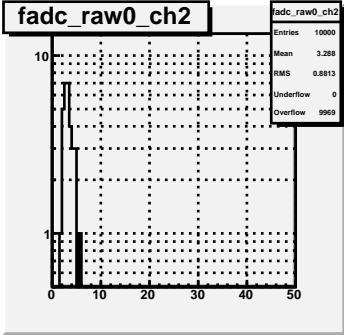 fadc_raw0_ch2
fadc_raw0_ch2
Entries 10000
Mean 3.288
RMS 0.8813
Underflow 0
Overflow 9969
10
1
0 10 20 30 40 50